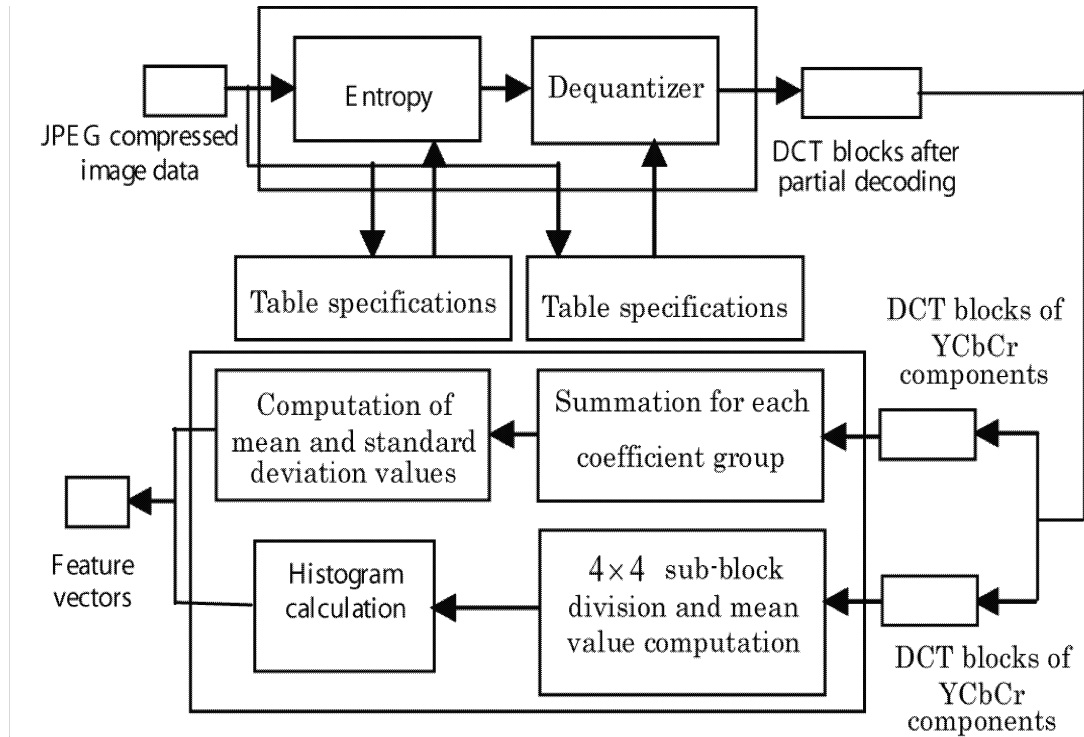 Entropy
Dequantizer
JPEG compressed
image data
DCT blocks after
partial decoding
Table specifications
Table specifications
DCT blocks of
YCbCr
components
Computation of
mean and standard
deviation values
Summation for each
coefficient group
Feature
vectors
Histogram
calculation
4×4 sub-block
division and mean
value computation
DCT blocks of
YCbCr
components